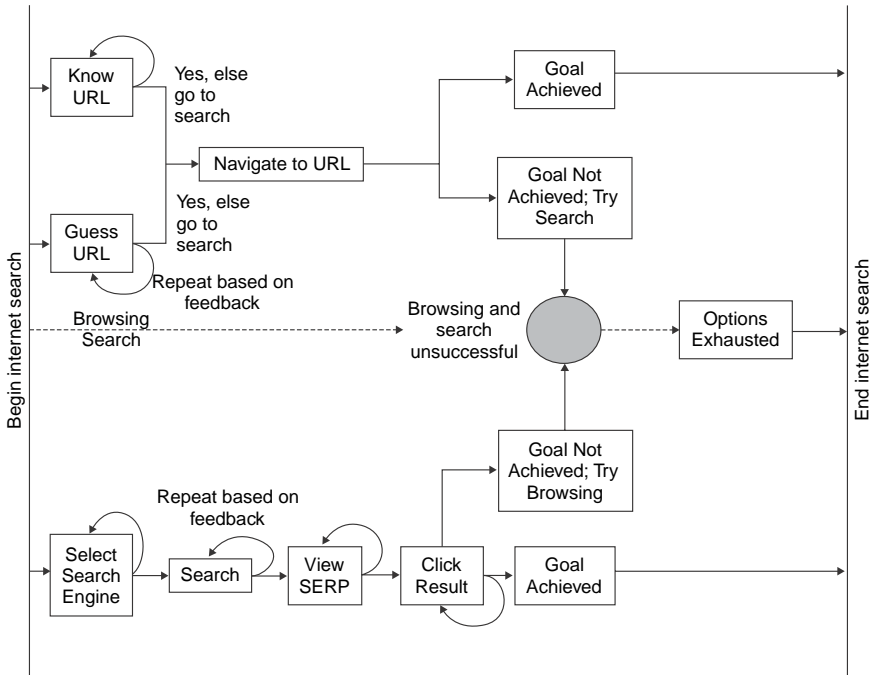 Know
URL
Yes, else
go to
search
Goal
Achieved
Navigate to URL
Goal Not
Achieved; Try
Search
Guess
URL
Yes, else
go to
search
Repeat based on
feedback
Begin internet search
Browsing
Search
Browsing and
search
unsuccessful
Options
Exhausted
End internet search
Goal Not
Achieved; Try
Browsing
Repeat based on
feedback
Select
Search
Engine
Search
View
SERP
Click
Result
Goal
Achieved